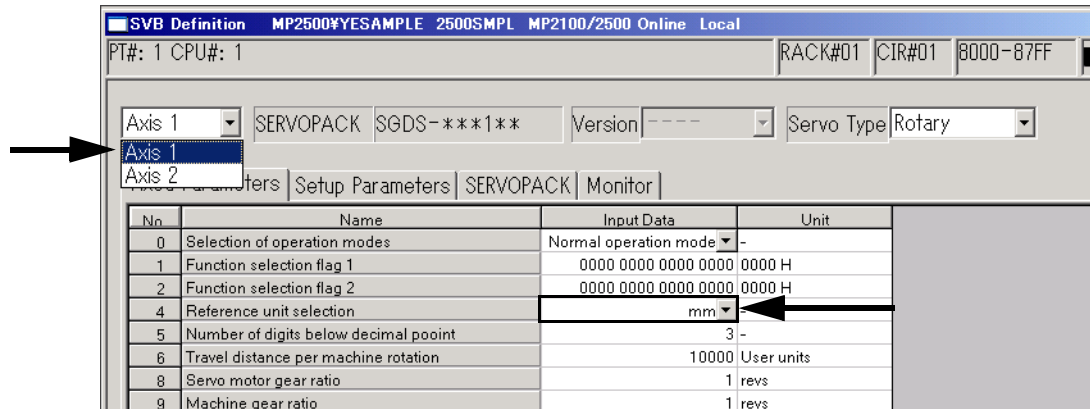 SVB Definition MP2500¥YESAMPLE 2500SMPL MP2100/2500 Online Local
PT#: 1 CPU#: 1 RACK#01 CIR#01 8000-87FF
Axis 1 SERVOPACK SGDS-***1** Version ---- Servo Type Rotary
Axis 1
Axis 2
Fixed Parameters Setup Parameters SERVOPACK Monitor
No Name Input Data Unit
0 Selection of operation modes Normal operation mode -
1 Function selection flag 1 0000 0000 0000 0000 0000 H
2 Function selection flag 2 0000 0000 0000 0000 0000 H
4 Reference unit selection mm -
5 Number of digits below decimal pooint 3 -
6 Travel distance per machine rotation 10000 User units
8 Servo motor gear ratio 1 revs
9 Machine gear ratio 1 revs